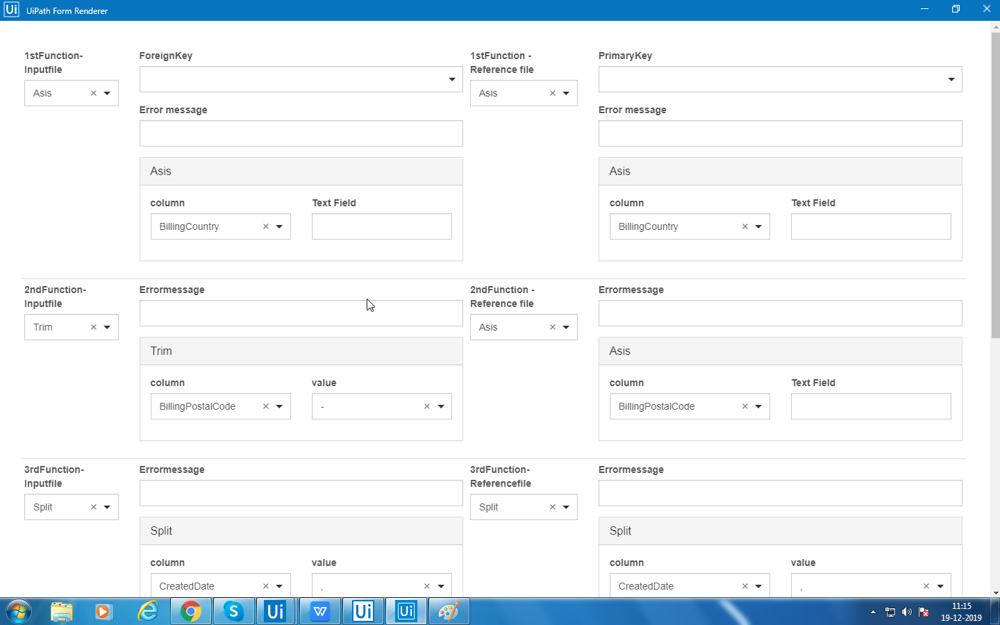 Ui UiPath Form Renderer
1stFunction-
Inputfile
Asis
ForeignKey
1stFunction -
Reference file
Asis
PrimaryKey
Error message
Error message
Asis
column
Text Field
BillingCountry
Asis
column
Text Field
BillingCountry
2ndFunction-
Inputfile
Trim
Errormessage
2ndFunction -
Reference file
Asis
Errormessage
Trim
column
value
BillingPostalCode
-
Asis
column
Text Field
BillingPostalCode
3rdFunction-
Inputfile
Split
Errormessage
3rdFunction-
Referencefile
Split
Errormessage
Split
column
value
CreatedDate
,
Split
column
value
CreatedDate
,
S
Ui
W
Ui
Ui
11:15
19-12-2019